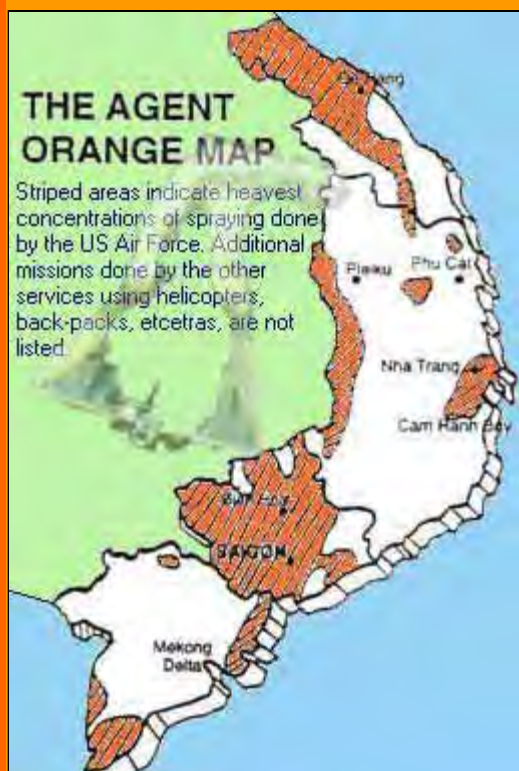 THE AGENT
ORANGE MAP
Striped areas indicate heavest
concentrations of spraying done
by the US Air Force. Additional
missions done by the other
services using helicopters,
back-packs, etcetras, are not
listed.
Pleiku
Phu Cat
Nha Trang
Cam Ranh Bay
SAIGON
Mekong
Delta